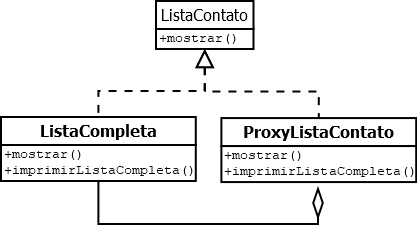 ListaContato
+mostrar()
ListaCompleta
+mostrar()
+imprimirListaCompleta()
ProxyListaContato
+mostrar()
+imprimirListaCompleta()